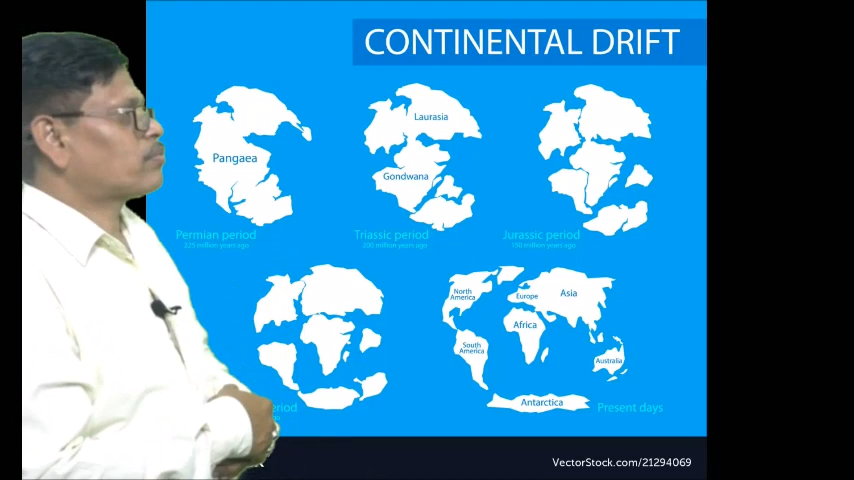 CONTINENTAL DRIFT
Pangaea
Laurasia
Gondwana
Permian period
225 million years ago
Triassic period
200 million years ago
Jurassic period
150 million years ago
North
America
Europe
Asia
Africa
South
America
Australia
Antarctica
Present days
VectorStock.com/21294069